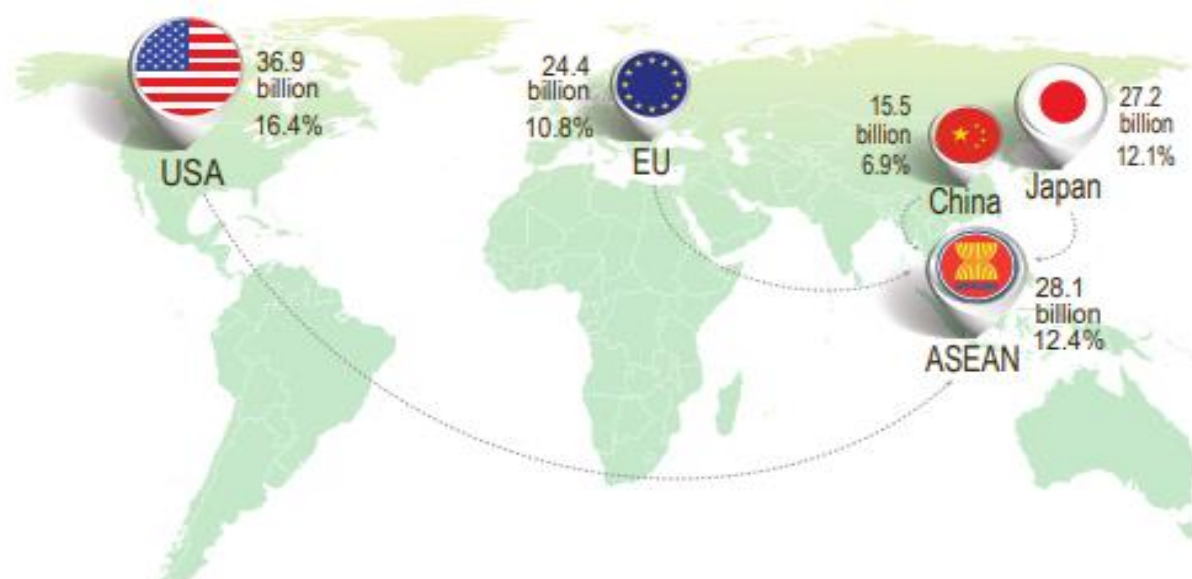 36.9
billion
16.4%
USA
24.4
billion
10.8%
EU
15.5
billion
6.9%
China
27.2
billion
12.1%
Japan
28.1
billion
12.4%
ASEAN